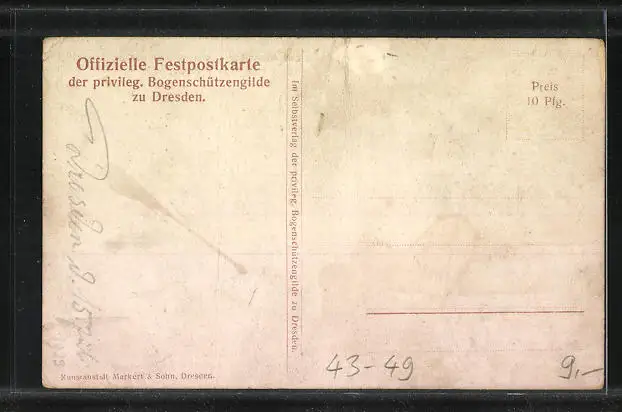 Offizielle Festpostkarte
der privileg. Bogenschützengilde
zu Dresden.
Im Selbstverlag der privileg. Bogenschützengilde zu Dresden.
Preis
10 Pfg.
Dresden d. 15
Kunstanstalt Markert & Sohn, Dresden.
43-49
9,-